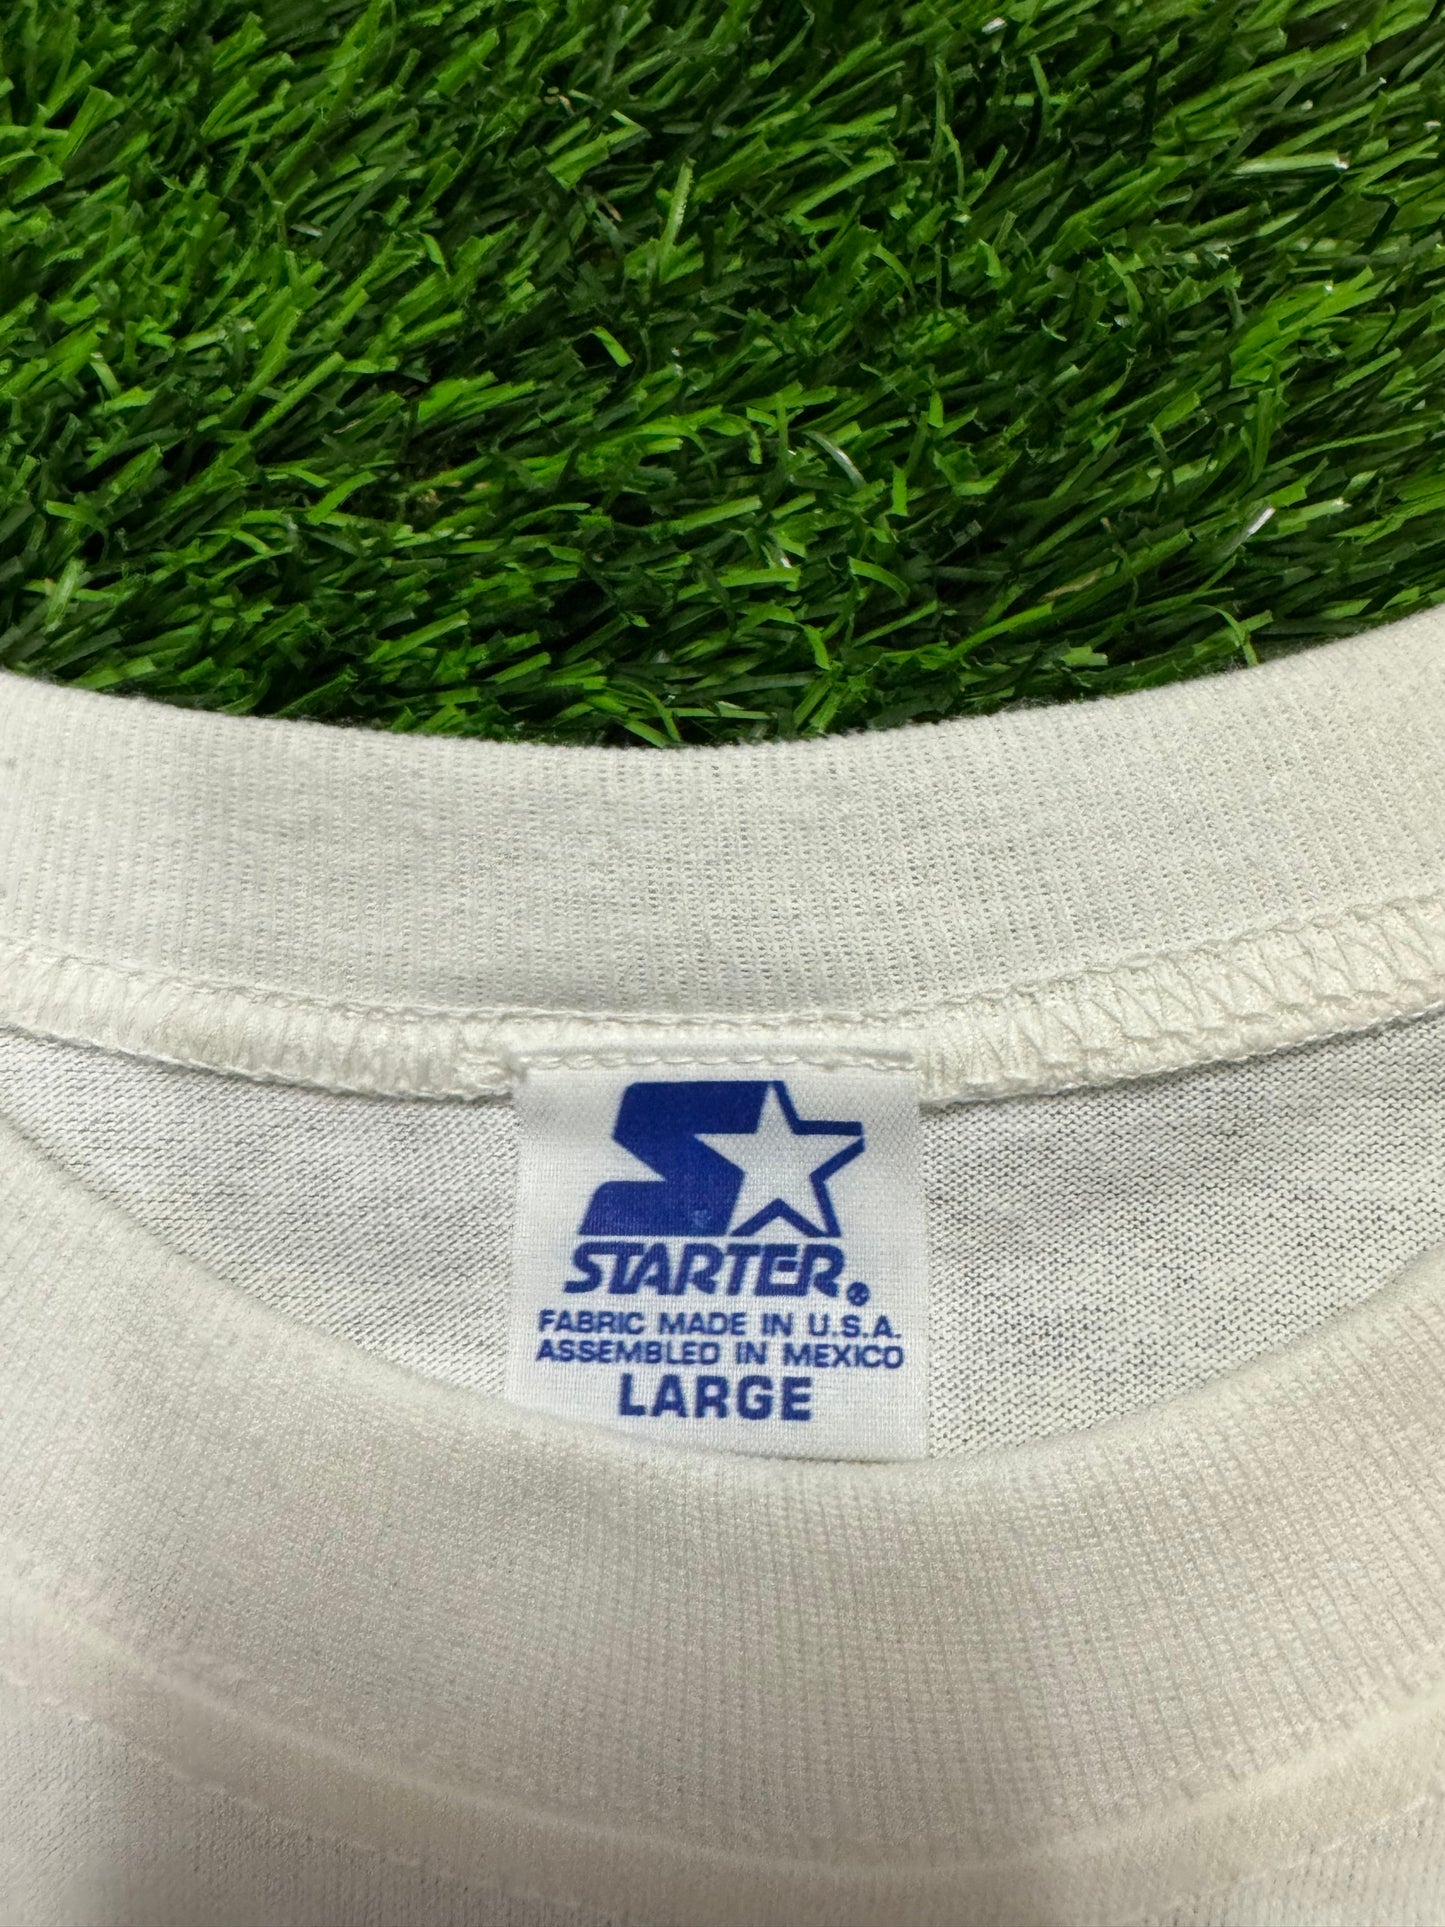 STARTER®
FABRIC MADE IN U.S.A.
ASSEMBLED IN MEXICO
LARGE